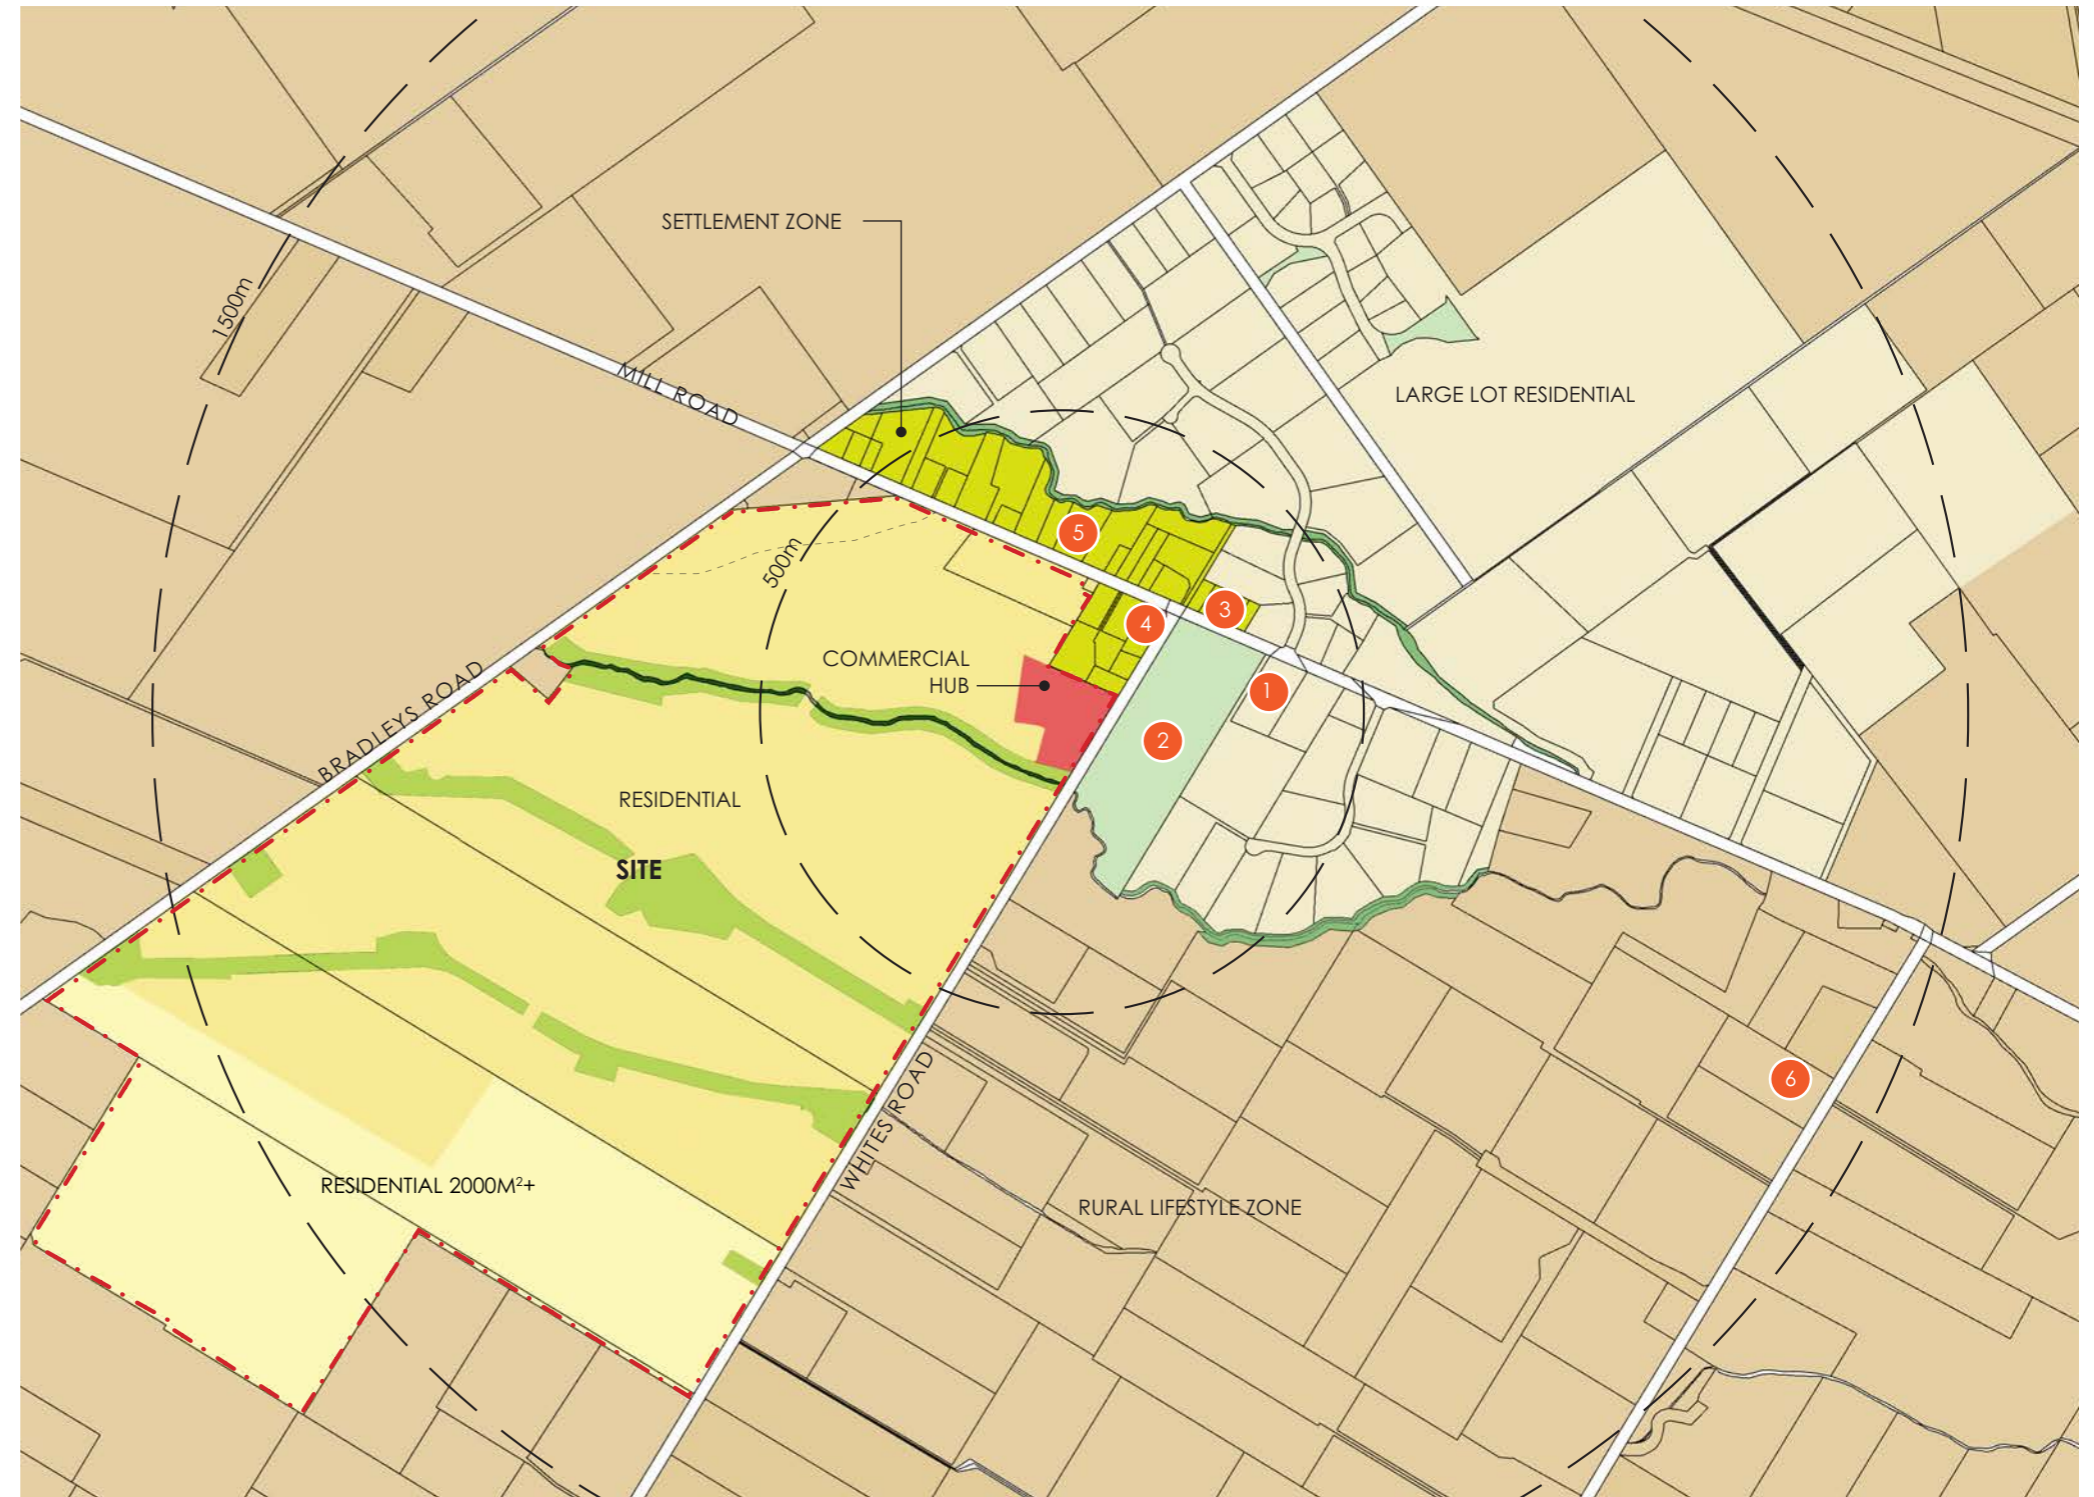 SETTLEMENT ZONE
1500m
MILL ROAD
LARGE LOT RESIDENTIAL
5
500m
3
4
COMMERCIAL
HUB
1
2
BRADLEYS ROAD
RESIDENTIAL
SITE
6
WHITES ROAD
RESIDENTIAL 2000M²+
RURAL LIFESTYLE ZONE